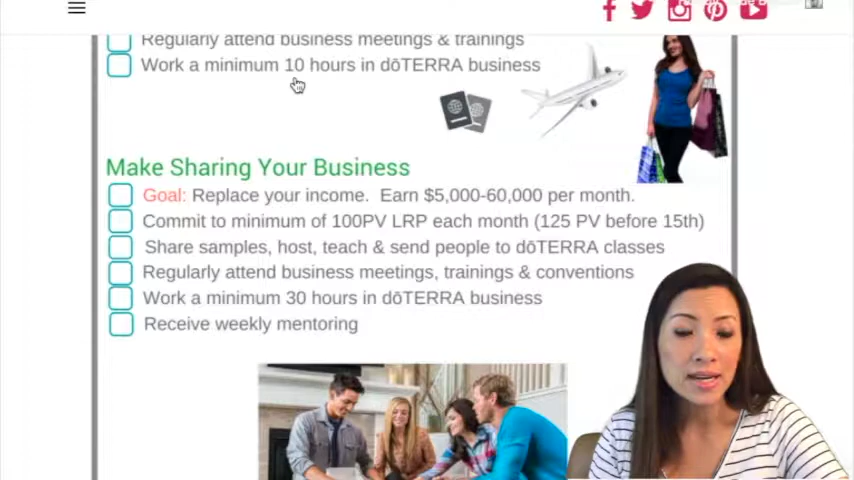 Regularly attend business meetings & trainings
Work a minimum 10 hours in dōTERRA business
Make Sharing Your Business
Goal: Replace your income. Earn $5,000-60,000 per month.
Commit to minimum of 100PV LRP each month (125 PV before 15th)
Share samples, host, teach & send people to dōTERRA classes
Regularly attend business meetings, trainings & conventions
Work a minimum 30 hours in dōTERRA business
Receive weekly mentoring